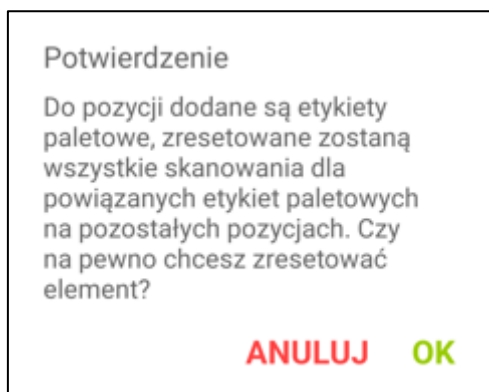 Potwierdzenie
Do pozycji dodane są etykiety
paletowe, zresetowane zostaną
wszystkie skanowania dla
powiązanych etykiet paletowych
na pozostałych pozycjach. Czy
na pewno chcesz zresetować
element?
ANULUJ OK